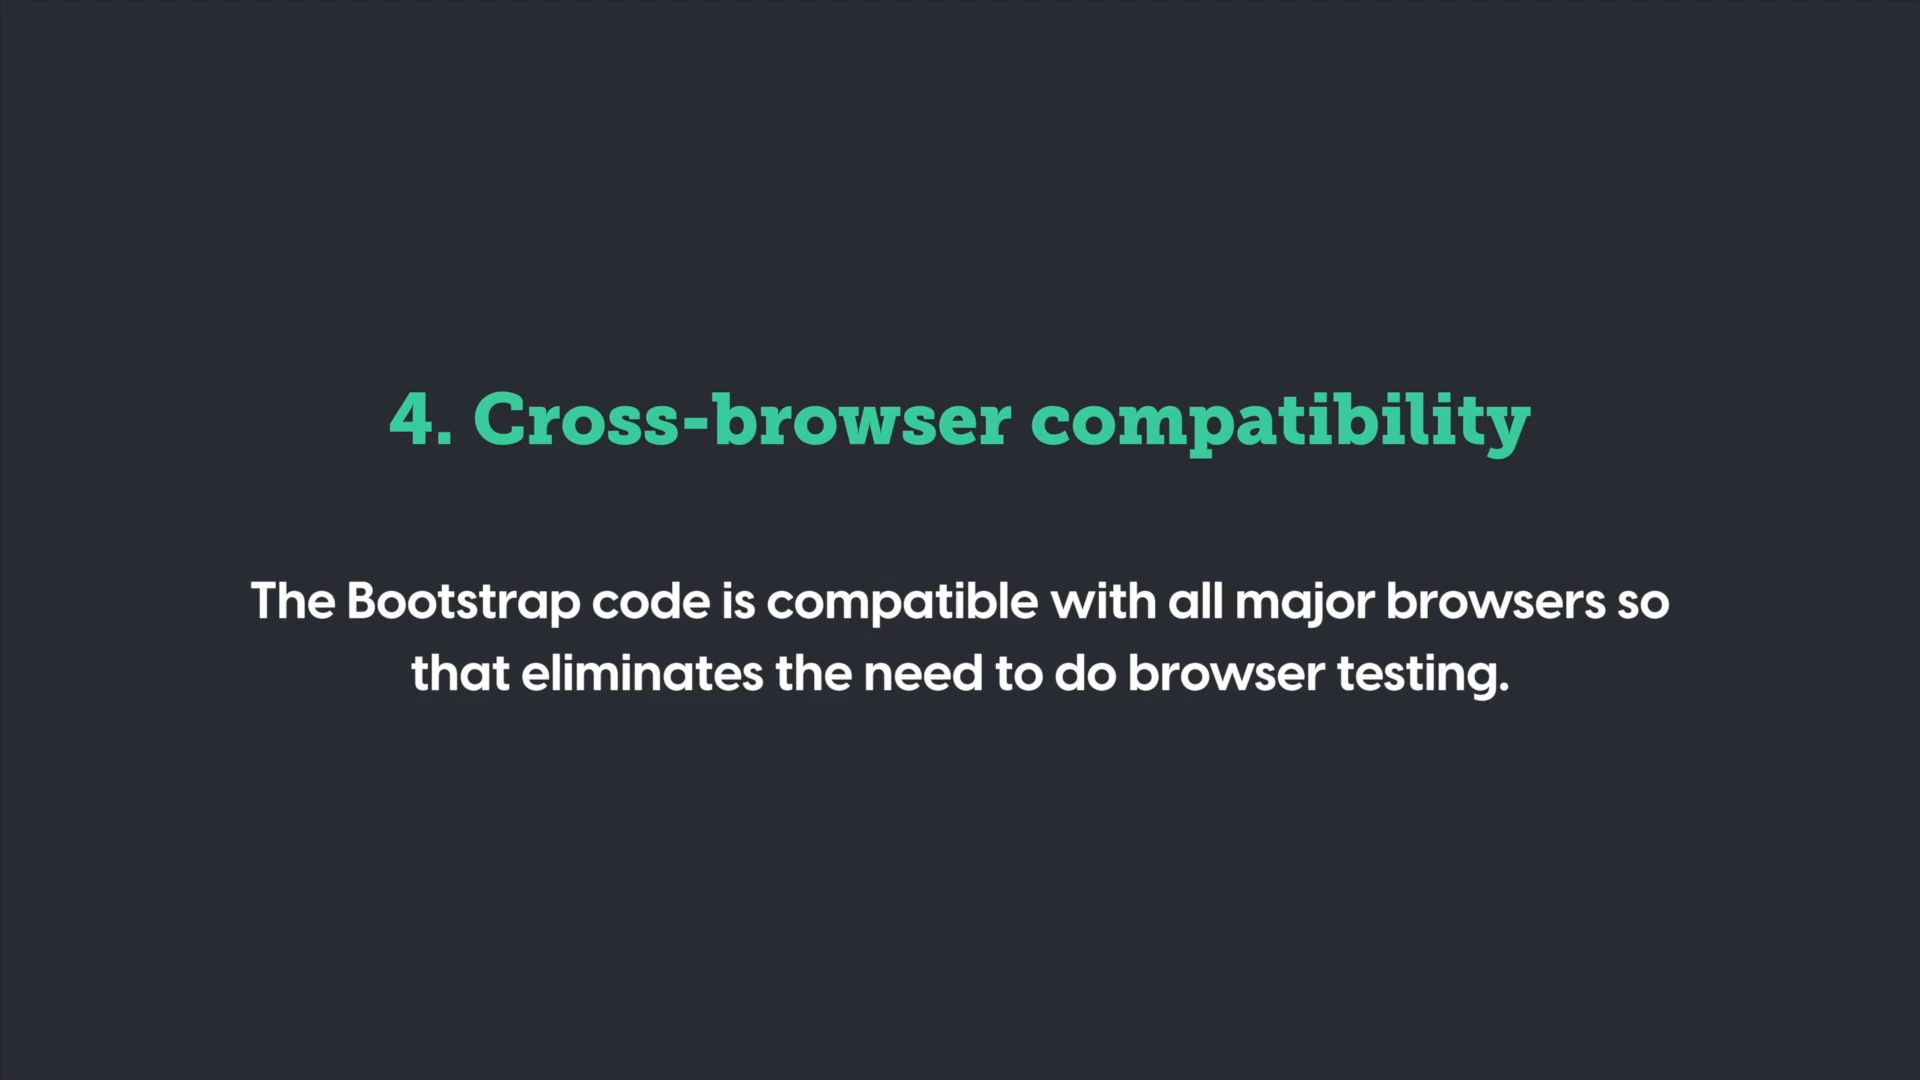 4. Cross-browser compatibility
The Bootstrap code is compatible with all major browsers so
that eliminates the need to do browser testing.